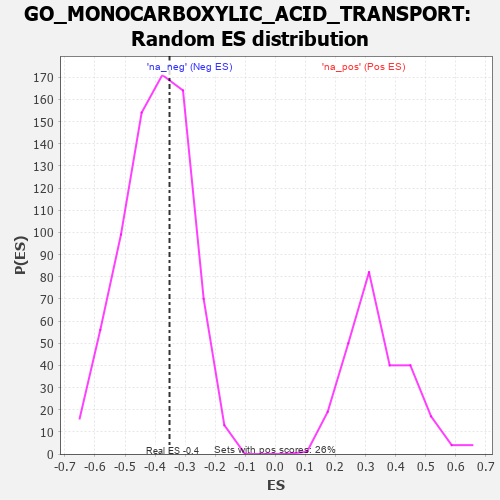 GO_MONOCARBOXYLIC_ACID_TRANSPORT:
Random ES distribution
'na_neg' (Neg ES)
'na_pos' (Pos ES)
170
160
150
140
130
120
110
100
90
80
70
60
50
40
30
20
10
0
P(ES)
Real ES -0.4
Sets with pos scores: 26%
-0.7 -0.6 -0.5 -0.4 -0.3 -0.2 -0.1 0.0 0.1 0.2 0.3 0.4 0.5 0.6 0.7
ES